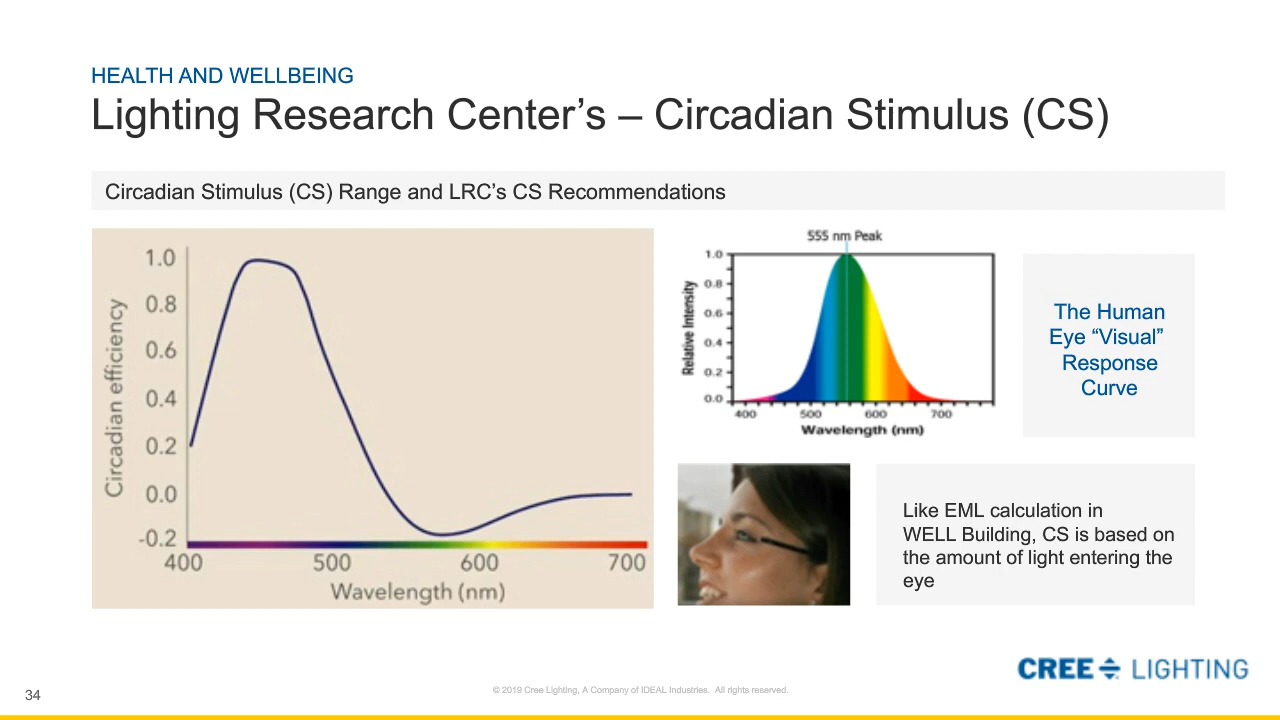 HEALTH AND WELLBEING
Lighting Research Center’s – Circadian Stimulus (CS)
Circadian Stimulus (CS) Range and LRC’s CS Recommendations
Circadian efficiency
1.0
0.8
0.6
0.4
0.2
0.0
-0.2
400 500 600 700
Wavelength (nm)
555 nm Peak
Relative Intensity
1.0
0.8
0.6
0.4
0.2
0.0
400 500 600 700
Wavelength (nm)
The Human
Eye “Visual”
Response
Curve
Like EML calculation in
WELL Building, CS is based on
the amount of light entering the
eye
CREE LIGHTING
34
© 2019 Cree Lighting, A Company of IDEAL Industries. All rights reserved.